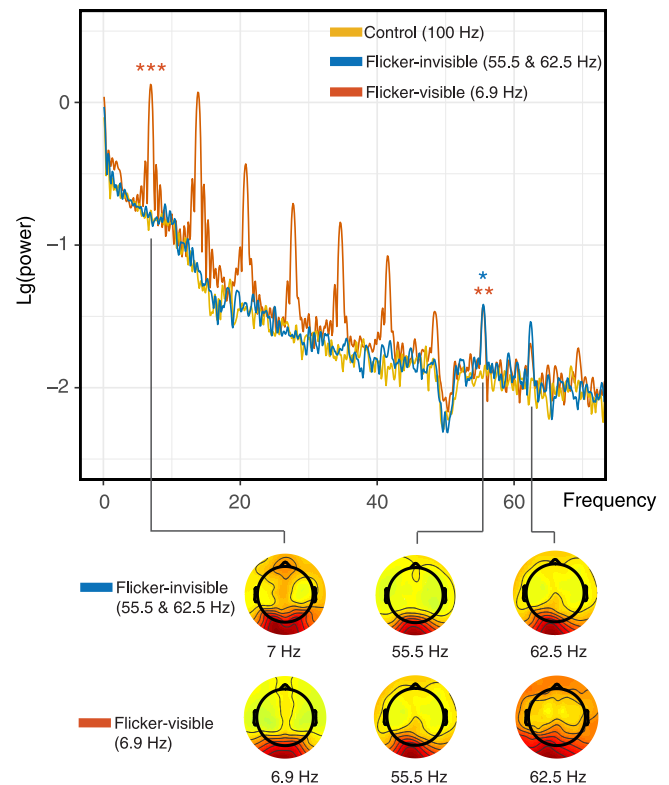 Control (100 Hz)
Flicker-invisible (55.5 & 62.5 Hz)
Flicker-visible (6.9 Hz)
***
*
**
Lg(power)
0
−1
−2
0
20
40
60
Frequency
Flicker-invisible
(55.5 & 62.5 Hz)
7 Hz
55.5 Hz
62.5 Hz
Flicker-visible
(6.9 Hz)
6.9 Hz
55.5 Hz
62.5 Hz